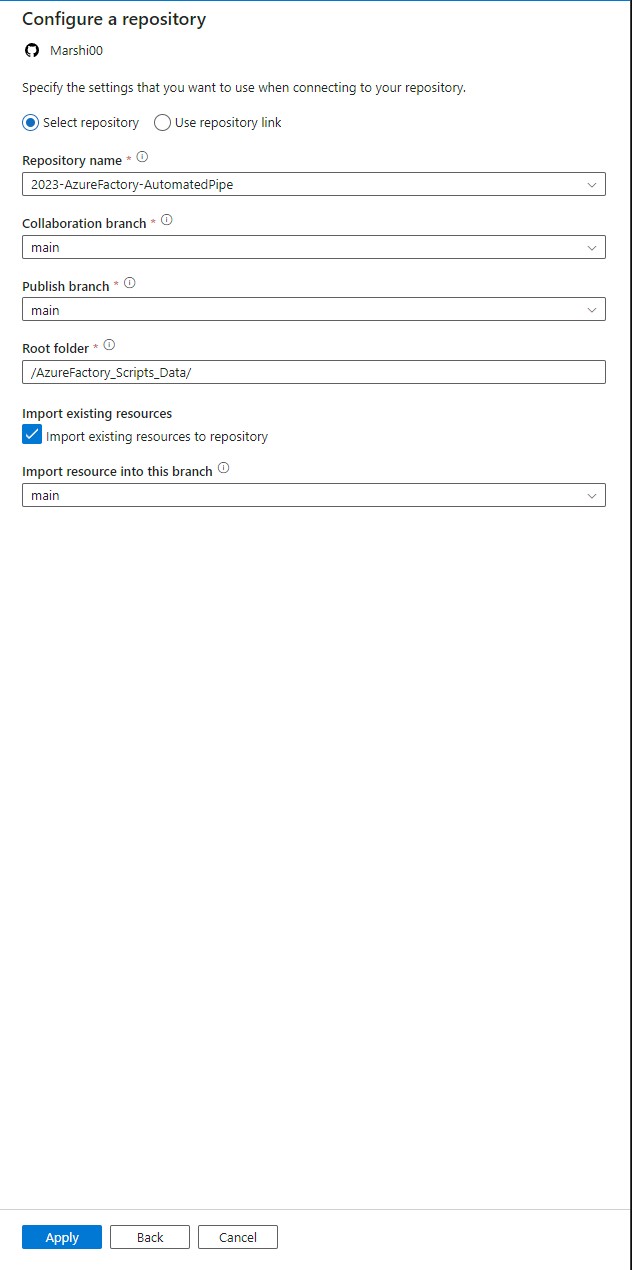 Configure a repository
Marshi00
Specify the settings that you want to use when connecting to your repository.
Select repository Use repository link
Repository name *
2023-AzureFactory-AutomatedPipe
Collaboration branch *
main
Publish branch *
main
Root folder *
/AzureFactory_Scripts_Data/
Import existing resources
Import existing resources to repository
Import resource into this branch
main
Apply Back Cancel